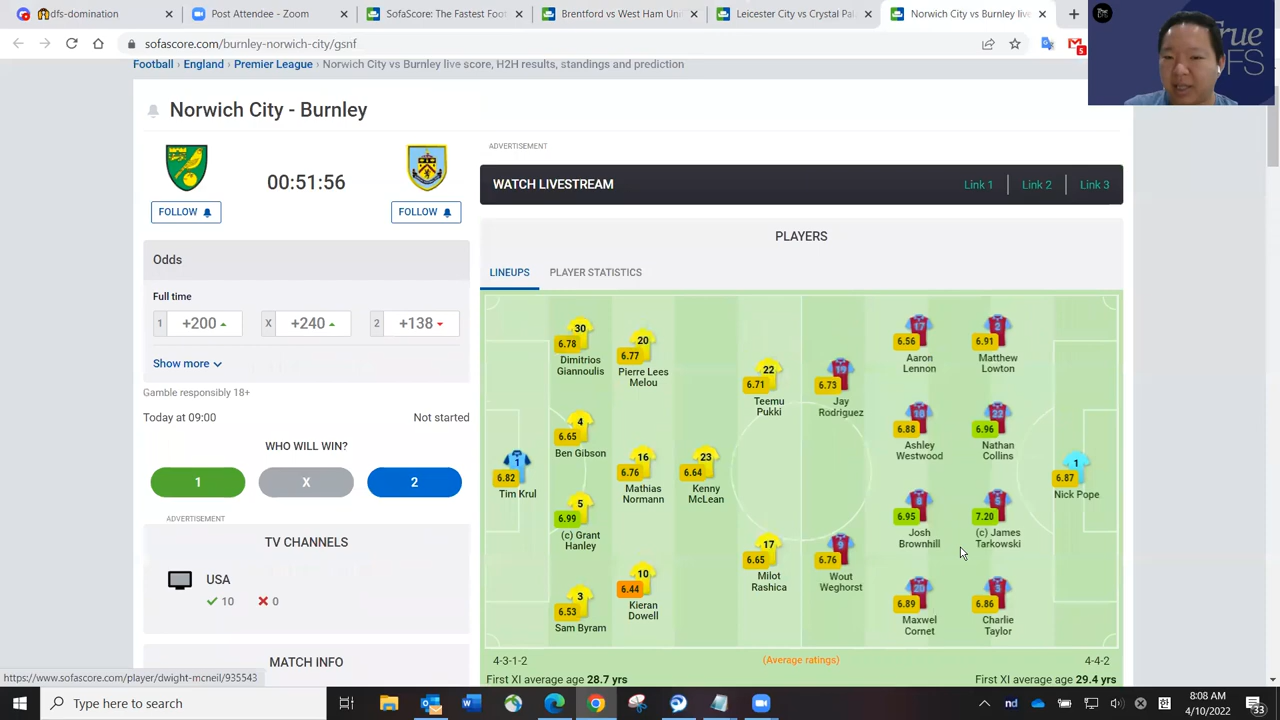 dfs-domination
Post Attendee - Zoom
SofaScore: The Fastest Foot
Brentford vs West Ham Uni
Leicester City vs Crystal Pal
Norwich City vs Burnley live
sofascore.com/burnley-norwich-city/gsnf
5
True
DFS
Football › England › Premier League › Norwich City vs Burnley live score, H2H results, standings and prediction
Norwich City - Burnley
00:51:56
FOLLOW
FOLLOW
Odds
Full time
1 +200
X +240
2 +138
Show more
Gamble responsibly 18+
Today at 09:00 Not started
WHO WILL WIN?
1 X 2
ADVERTISEMENT
TV CHANNELS
USA
10 0
MATCH INFO
ADVERTISEMENT
WATCH LIVESTREAM Link 1 Link 2 Link 3
PLAYERS
LINEUPS PLAYER STATISTICS
1
6.82
Tim Krul
30
6.78
Dimitrios
Giannoulis
4
6.65
Ben Gibson
5
6.99
(c) Grant
Hanley
3
6.53
Sam Byram
20
6.77
Pierre Lees
Melou
16
6.76
Mathias
Normann
10
6.44
Kieran
Dowell
23
6.64
Kenny
McLean
22
6.71
Teemu
Pukki
17
6.65
Milot
Rashica
19
6.73
Jay
Rodriguez
9
6.76
Wout
Weghorst
17
6.56
Aaron
Lennon
18
6.88
Ashley
Westwood
8
6.95
Josh
Brownhill
20
6.89
Maxwel
Cornet
2
6.91
Matthew
Lowton
22
6.96
Nathan
Collins
5
7.20
(c) James
Tarkowski
3
6.86
Charlie
Taylor
1
6.87
Nick Pope
4-3-1-2 (Average ratings) 4-4-2
First XI average age 28.7 yrs First XI average age 29.4 yrs
https://www.sofascore.com/player/dwight-mcneil/935543
Type here to search
nd
8:08 AM
4/10/2022
33